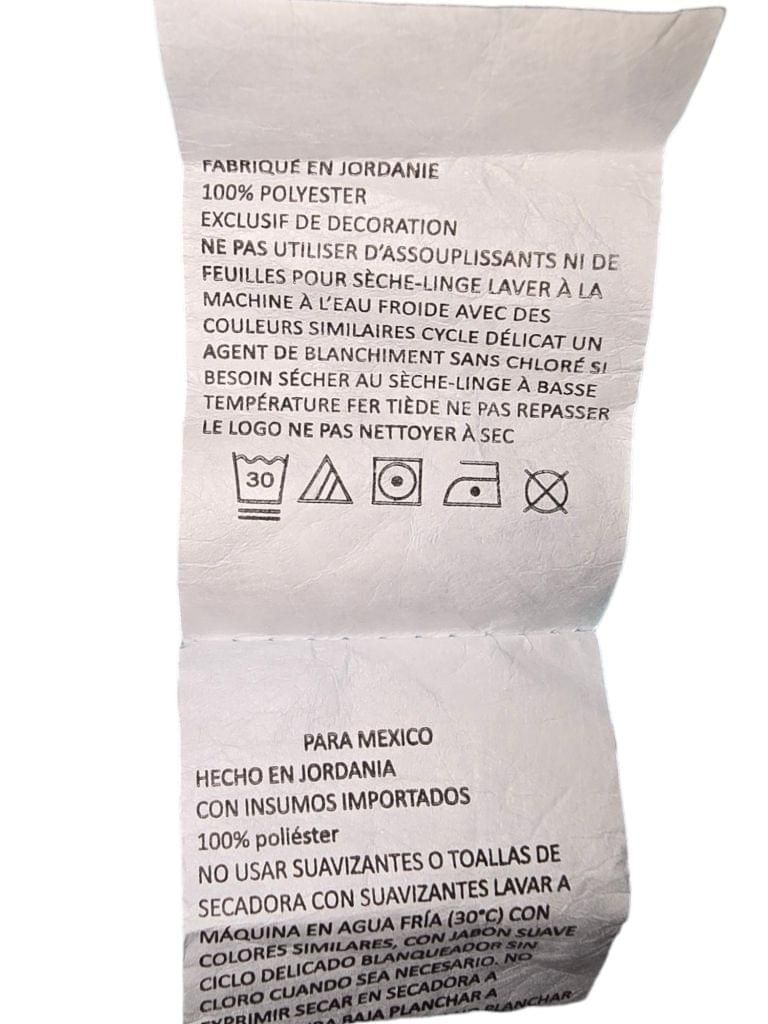 FABRIQUÉ EN JORDANIE
100% POLYESTER
EXCLUSIF DE DECORATION
NE PAS UTILISER D'ASSOUPLISSANTS NI DE
FEUILLES POUR SÈCHE-LINGE LAVER À LA
MACHINE À L'EAU FROIDE AVEC DES
COULEURS SIMILAIRES CYCLE DÉLICAT UN
AGENT DE BLANCHIMENT SANS CHLORÉ SI
BESOIN SÉCHER AU SÈCHE-LINGE À BASSE
TEMPÉRATURE FER TIÈDE NE PAS REPASSER
LE LOGO NE PAS NETTOYER À SEC
30
PARA MEXICO
HECHO EN JORDANIA
CON INSUMOS IMPORTADOS
100% poliéster
NO USAR SUAVIZANTES O TOALLAS DE
SECADORA CON SUAVIZANTES LAVAR A
MÁQUINA EN AGUA FRÍA (30°C) CON
COLORES SIMILARES, CON JABÓN SUAVE
CICLO DELICADO BLANQUEADOR SIN
CLORO CUANDO SEA NECESARIO. NO
EXPRIMIR SECAR EN SECADORA A
BAJA PLANCHAR A
PLANCHAR